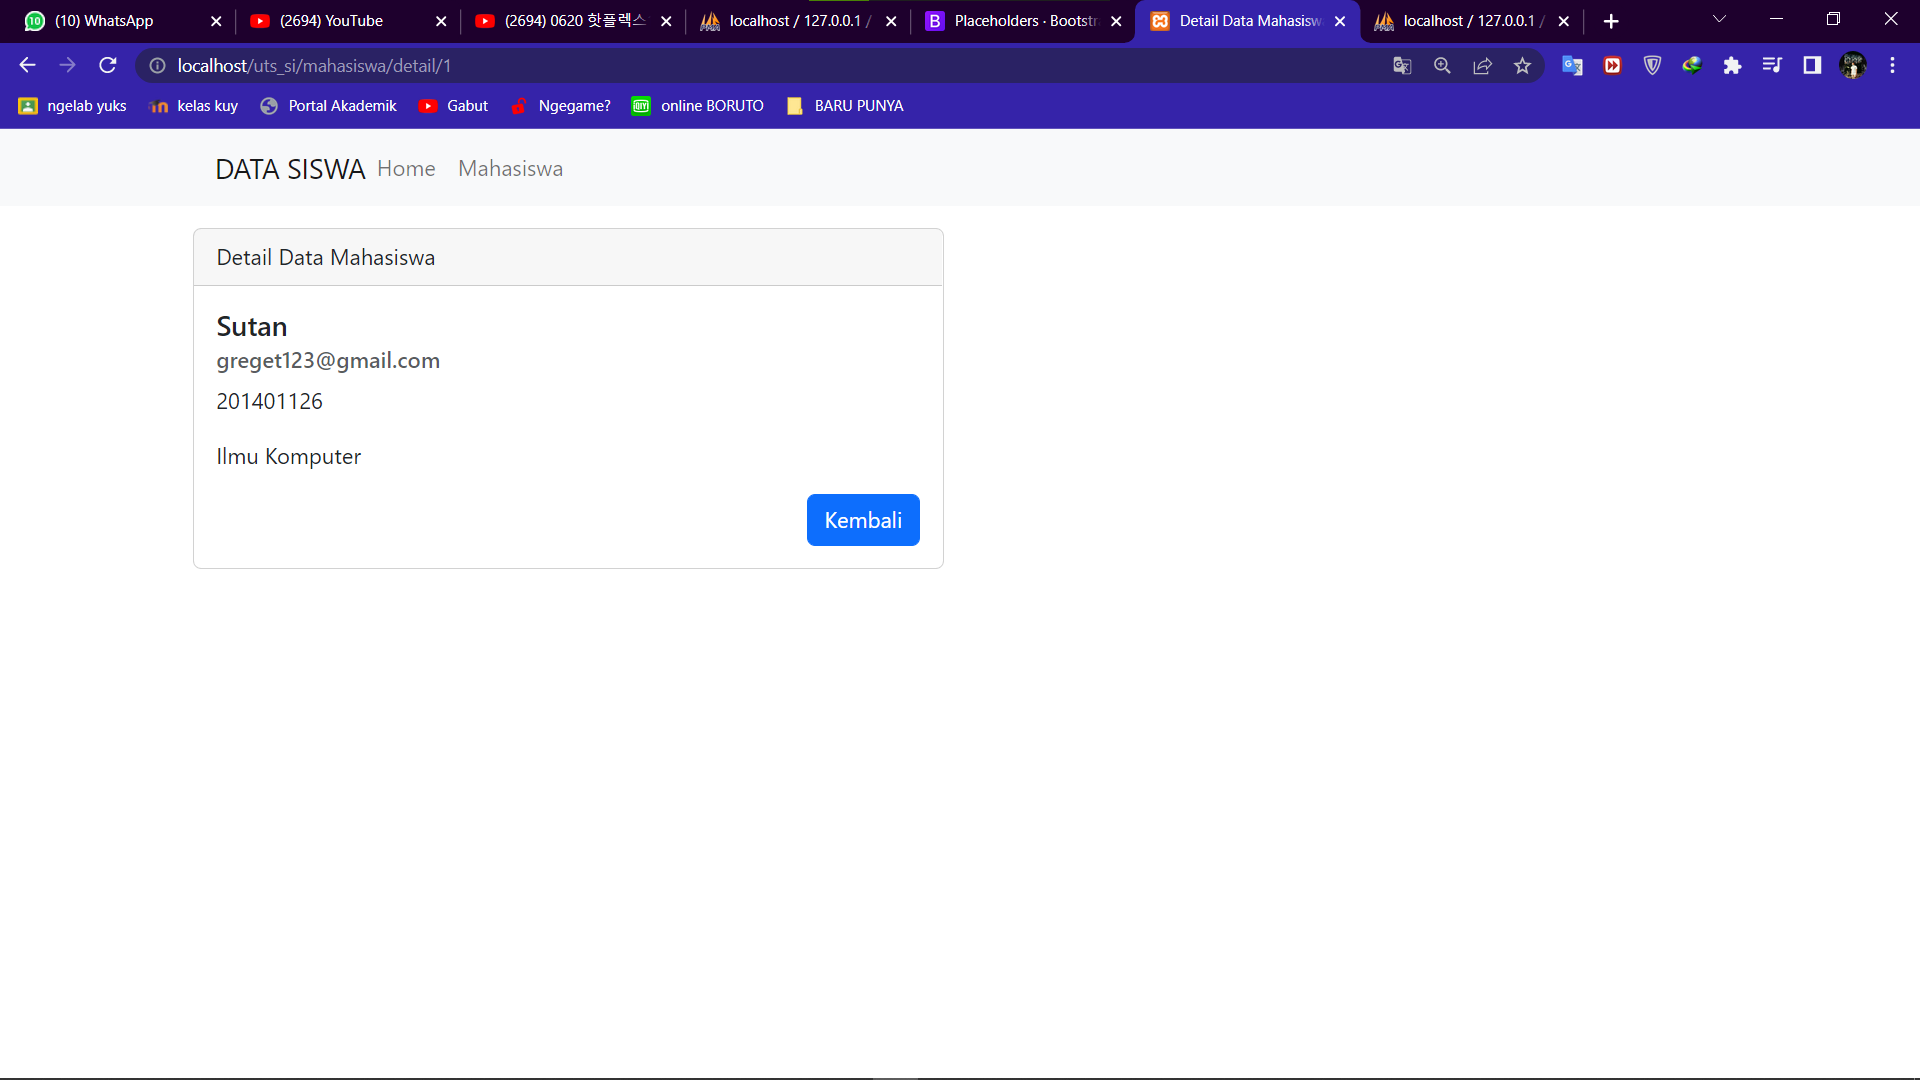 (10) WhatsApp
(2694) YouTube
(2694) 0620 핫플렉스
localhost / 127.0.0.1 /
Placeholders · Bootstr
Detail Data Mahasisw
localhost / 127.0.0.1 /
localhost/uts_si/mahasiswa/detail/1
ngelab yuks
kelas kuy
Portal Akademik
Gabut
Ngegame?
online BORUTO
BARU PUNYA
DATA SISWA Home Mahasiswa
Detail Data Mahasiswa
Sutan
greget123@gmail.com
201401126
Ilmu Komputer
Kembali